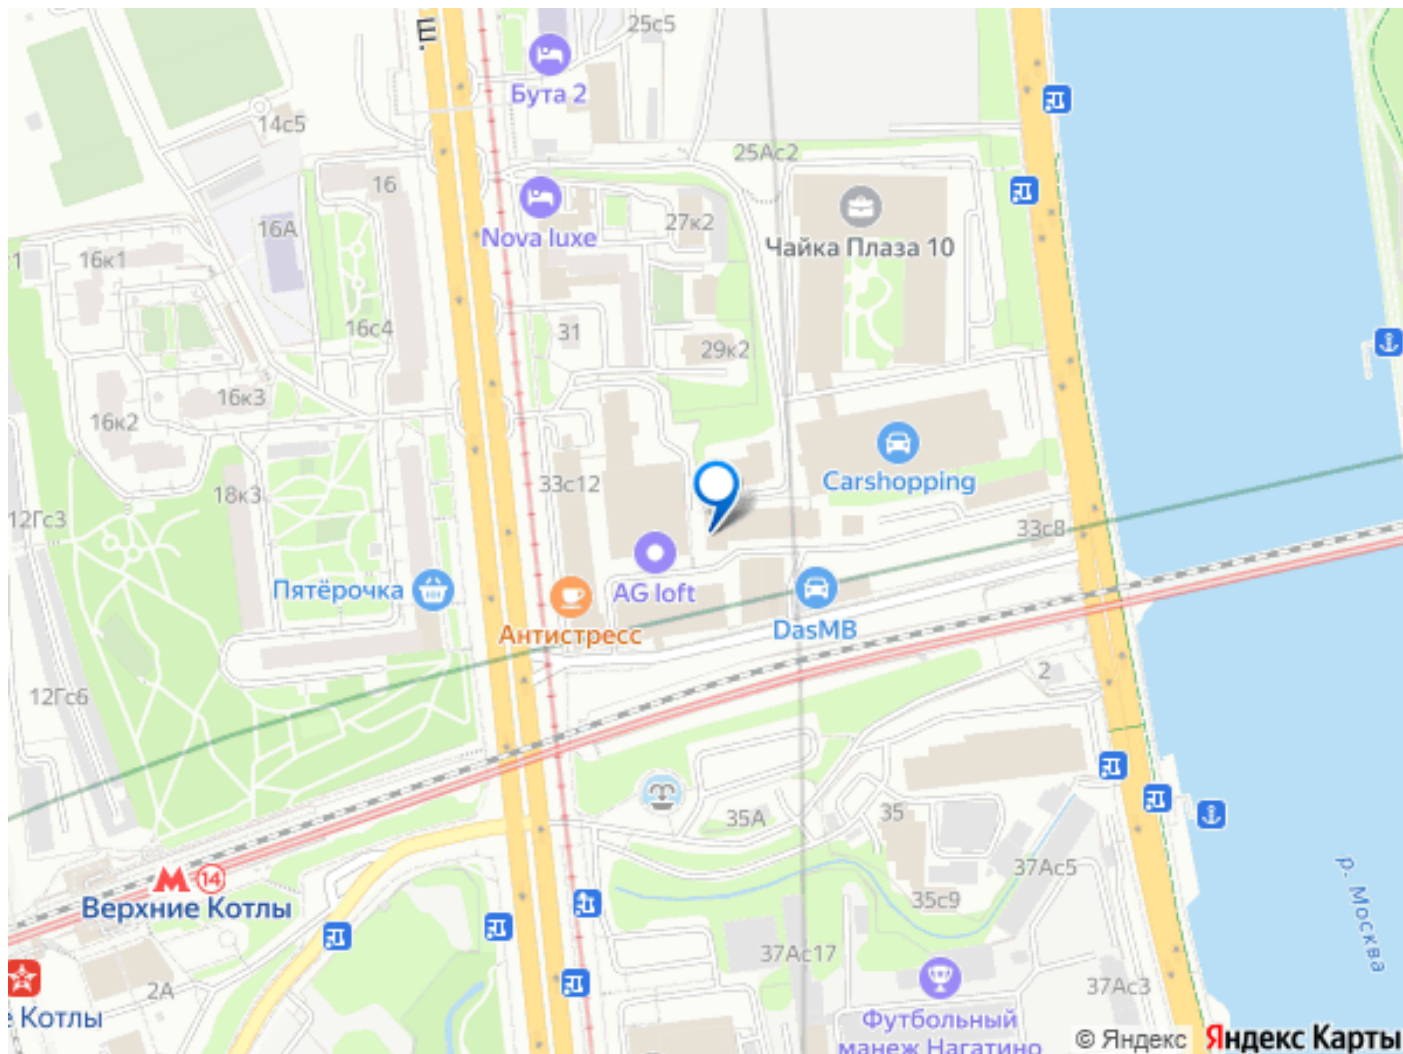 Ш.
25с5
Бута 2
14с5
25Ас2
16
27к2
Nova luxe
16А
Чайка Плаза 10
16к1
16с4
31
29к2
16к3
16к2
Carshopping
33с12
18к3
12Гс3
33с8
Пятёрочка
AG loft
Антистресс
DasMB
12Гс6
2
35А
35
14
37Ас5
Верхние Котлы
35с9
р. Москва
37Ас17
2А
37Ас3
Котлы
Футбольный
манеж Нагатино
© Яндекс
Яндекс Карты